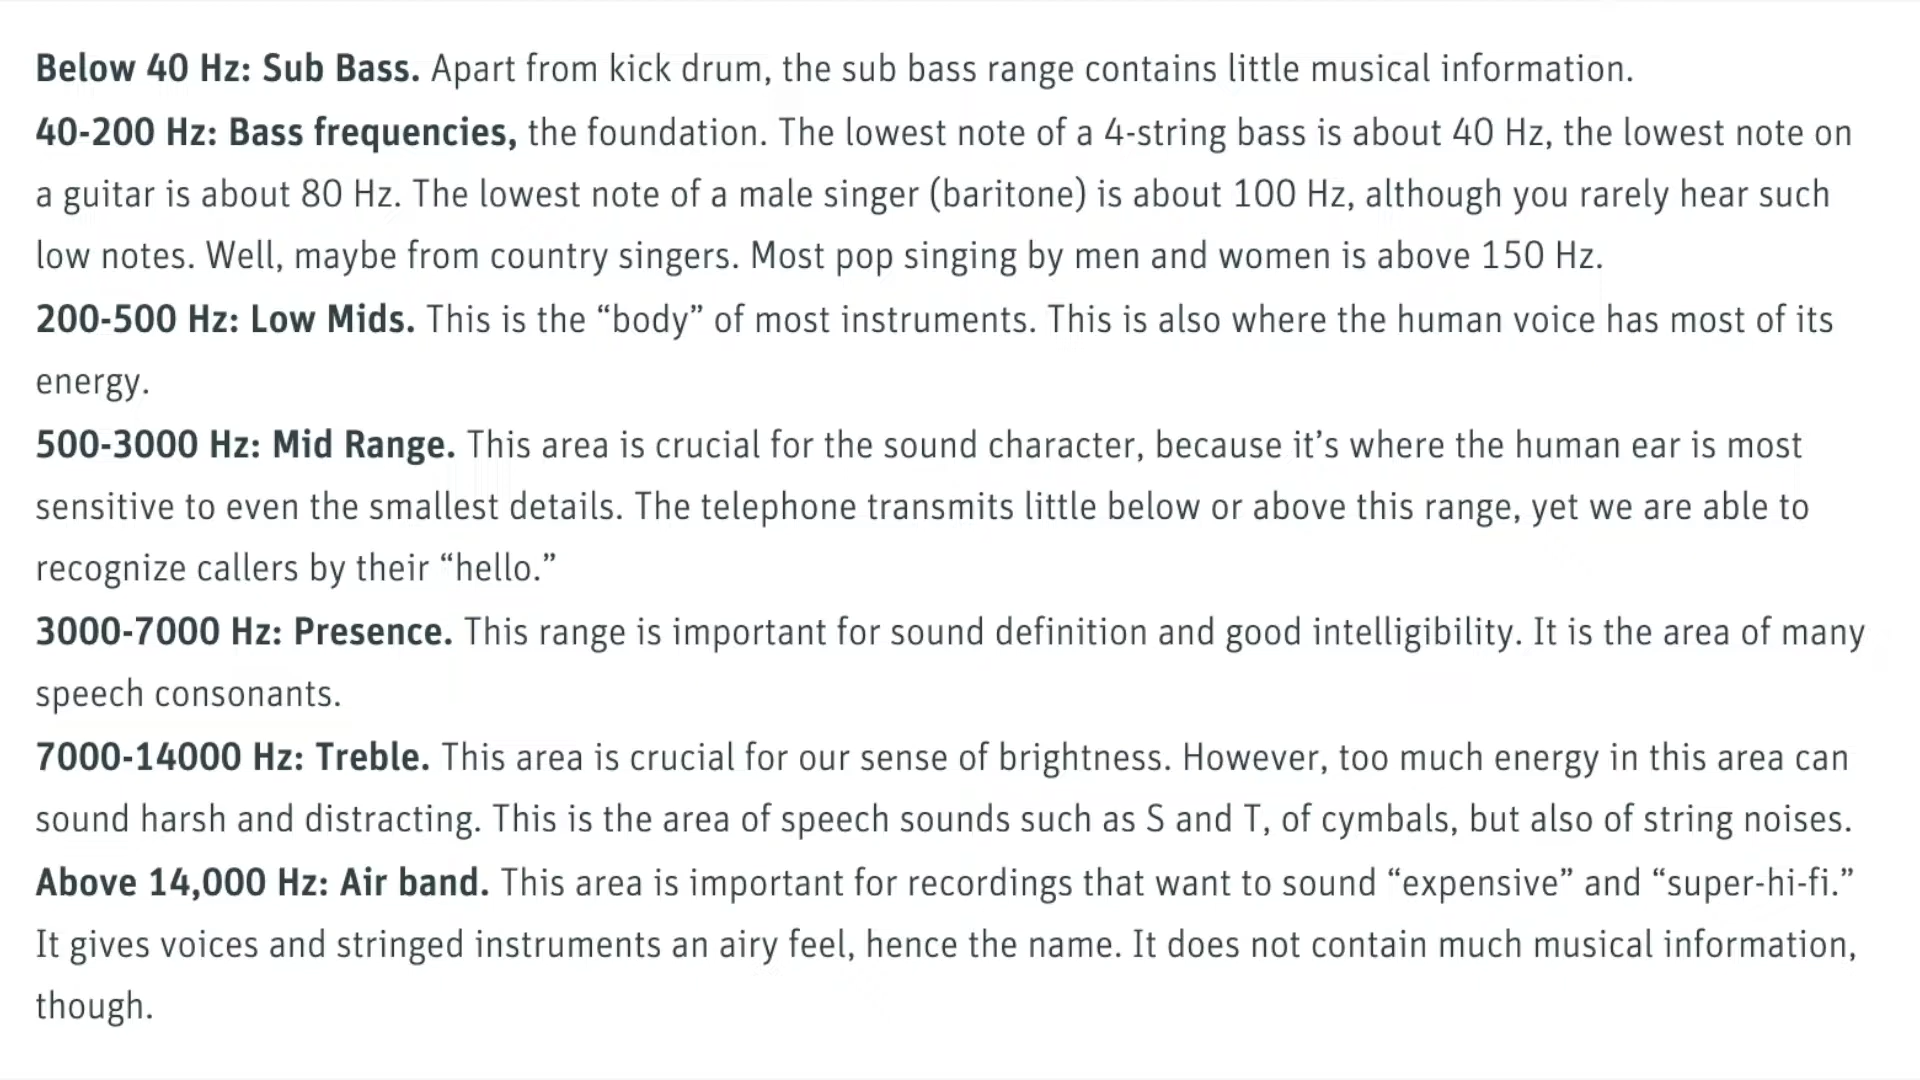 Below 40 Hz: Sub Bass. Apart from kick drum, the sub bass range contains little musical information.
40-200 Hz: Bass frequencies, the foundation. The lowest note of a 4-string bass is about 40 Hz, the lowest note on
a guitar is about 80 Hz. The lowest note of a male singer (baritone) is about 100 Hz, although you rarely hear such
low notes. Well, maybe from country singers. Most pop singing by men and women is above 150 Hz.
200-500 Hz: Low Mids. This is the “body” of most instruments. This is also where the human voice has most of its
energy.
500-3000 Hz: Mid Range. This area is crucial for the sound character, because it’s where the human ear is most
sensitive to even the smallest details. The telephone transmits little below or above this range, yet we are able to
recognize callers by their “hello.”
3000-7000 Hz: Presence. This range is important for sound definition and good intelligibility. It is the area of many
speech consonants.
7000-14000 Hz: Treble. This area is crucial for our sense of brightness. However, too much energy in this area can
sound harsh and distracting. This is the area of speech sounds such as S and T, of cymbals, but also of string noises.
Above 14,000 Hz: Air band. This area is important for recordings that want to sound “expensive” and “super-hi-fi.”
It gives voices and stringed instruments an airy feel, hence the name. It does not contain much musical information,
though.